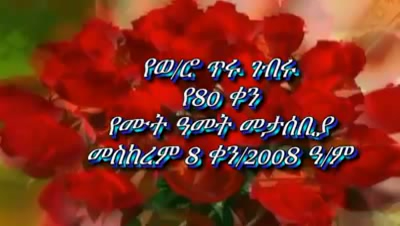 የወ/ሮ ጥሩ ገብሩ
የ80 ቀን
የሙት ዓመት መታሰቢያ
መስከረም 8 ቀን/2008 ዓ/ም